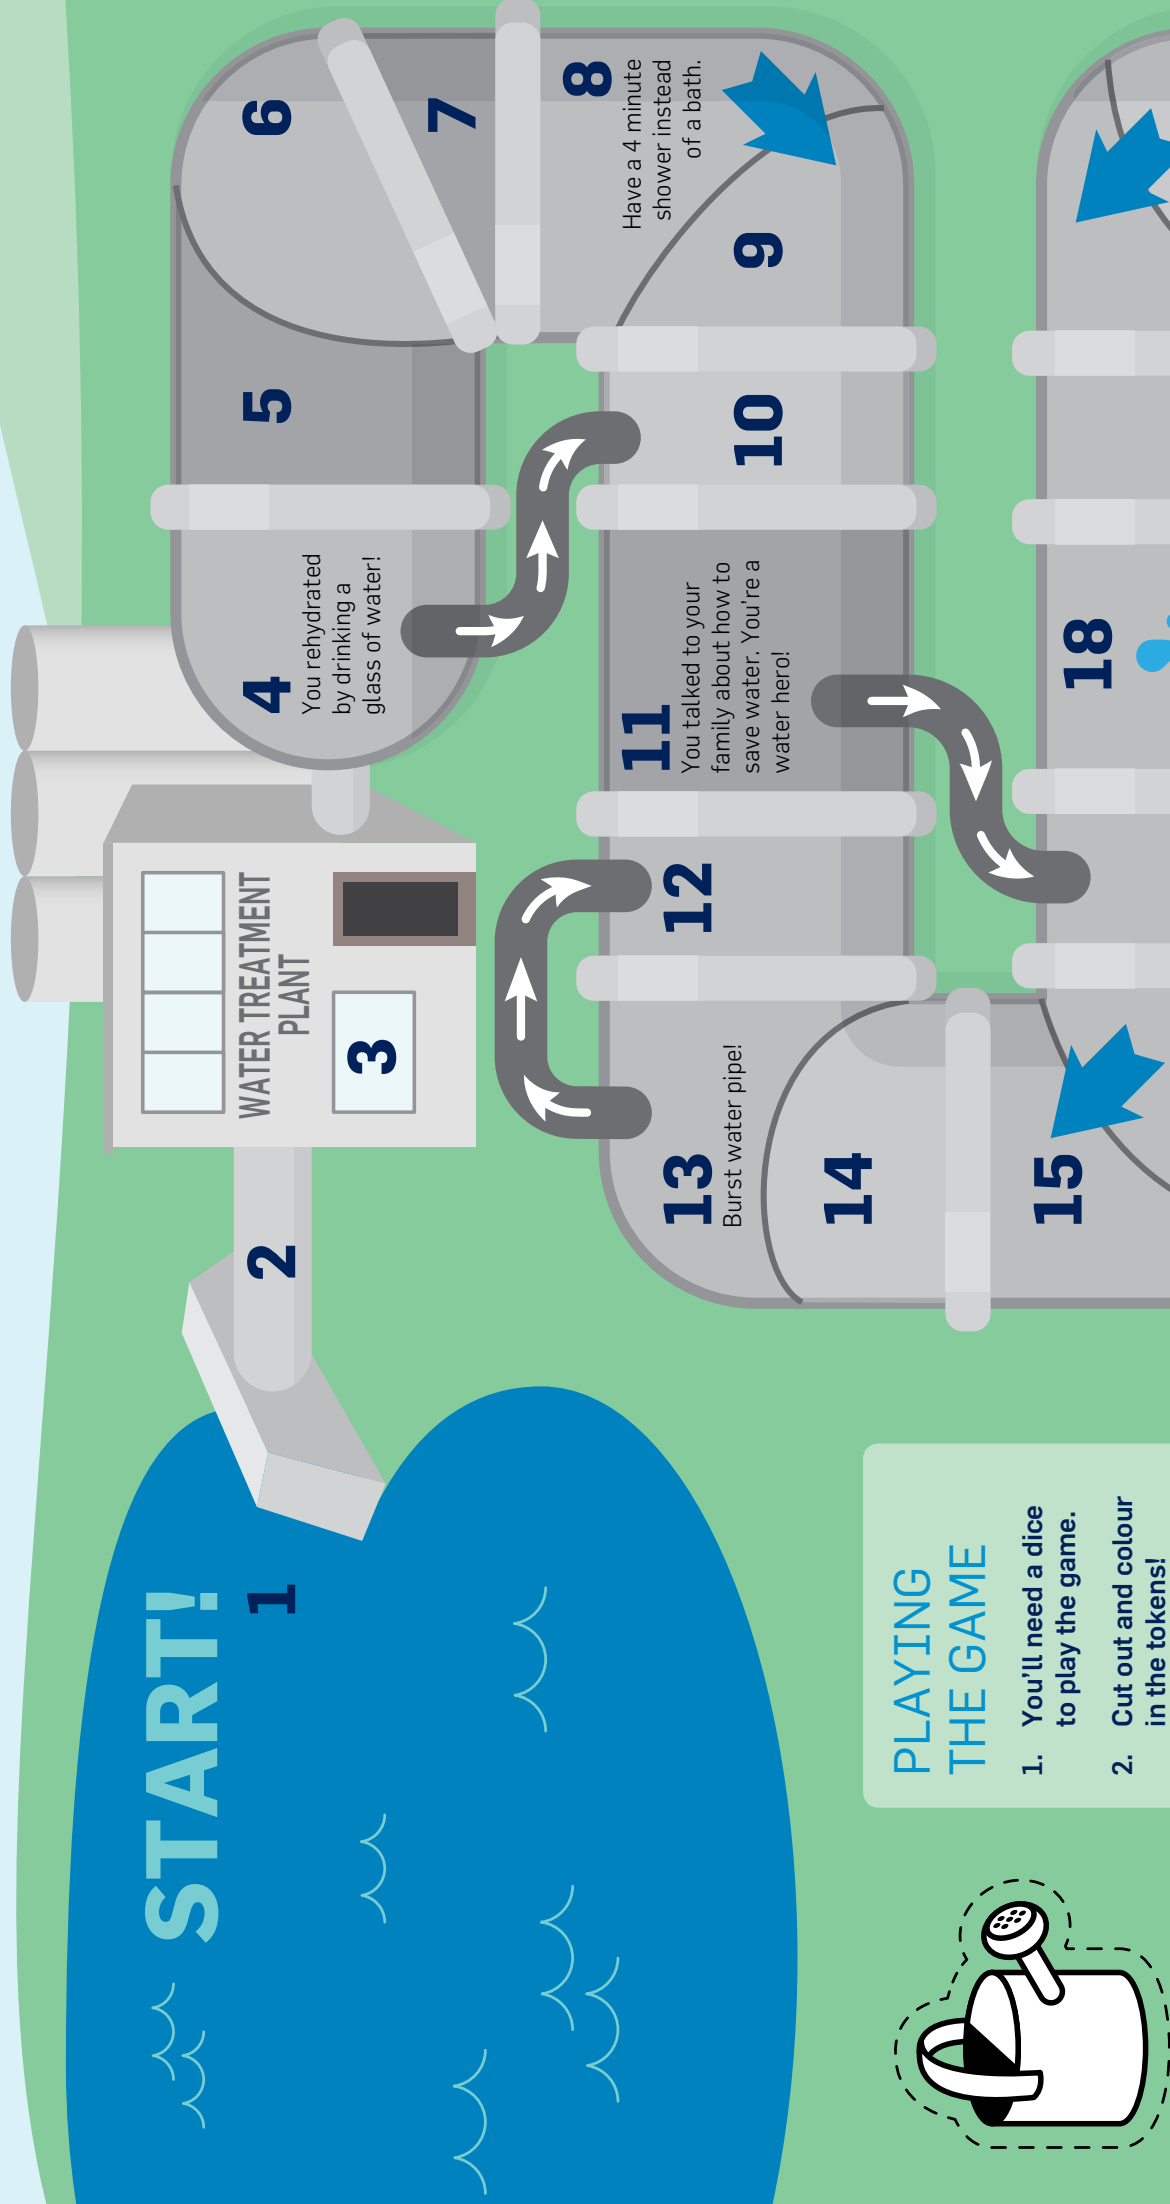 START!
1
2
WATER TREATMENT
PLANT
3
4
You rehydrated
by drinking a
glass of water!
5
6
7
8
Have a 4 minute
shower instead
of a bath.
9
10
11
You talked to your
family about how to
save water. You’re a
water hero!
12
13
Burst water pipe!
14
15
18
PLAYING
THE GAME
1. You’ll need a dice
to play the game.
2. Cut out and colour
in the tokens!